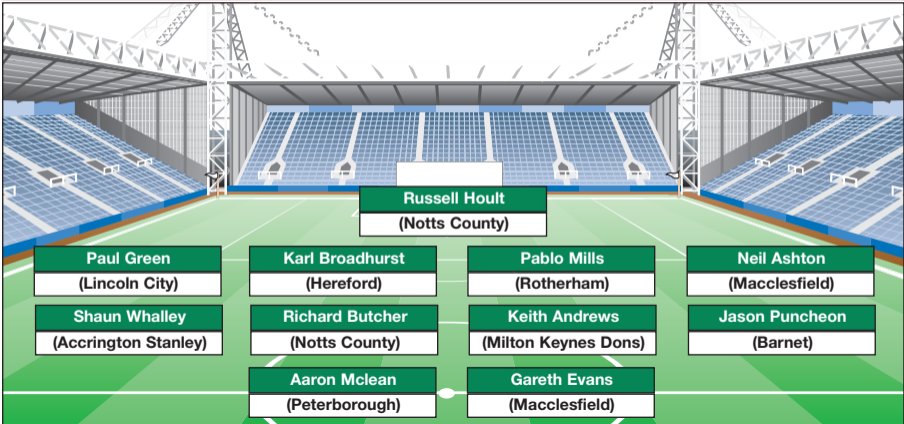 Russell Hoult
(Notts County)
Paul Green
(Lincoln City)
Karl Broadhurst
(Hereford)
Pablo Mills
(Rotherham)
Neil Ashton
(Macclesfield)
Shaun Whalley
(Accrington Stanley)
Richard Butcher
(Notts County)
Keith Andrews
(Milton Keynes Dons)
Jason Puncheon
(Barnet)
Aaron Mclean
(Peterborough)
Gareth Evans
(Macclesfield)